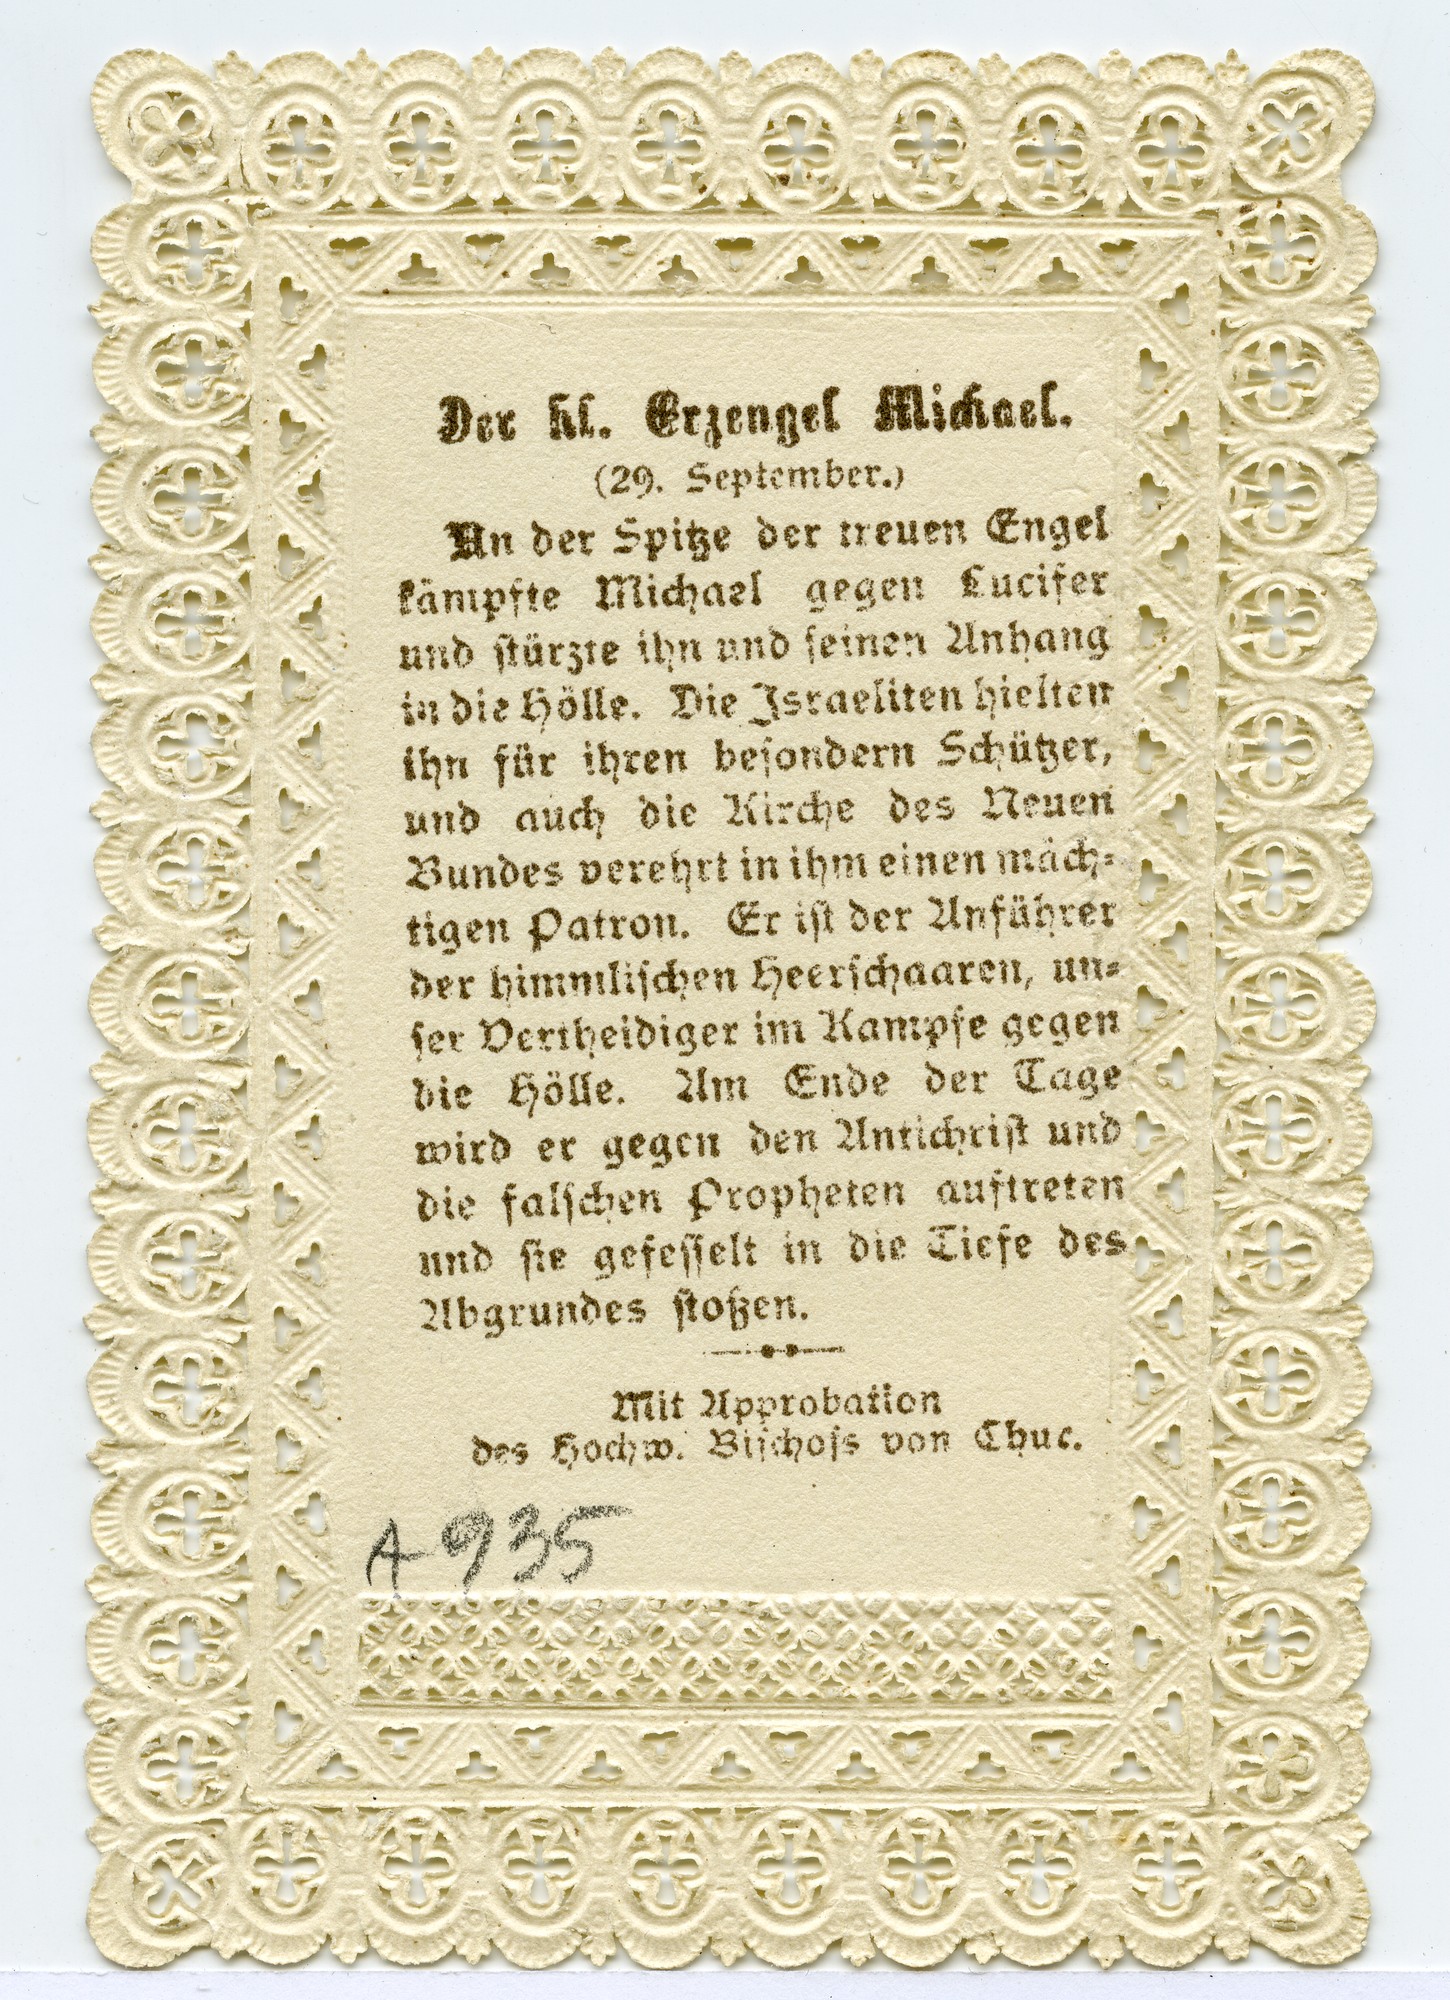 Der hl. Erzengel Michael.
(29. September.)
An der Spitze der treuen Engel
kämpfte Michael gegen Lucifer
und stürzte ihn und seinen Anhang
in die Hölle. Die Israeliten hielten
ihn für ihren besondern Schützer,
und auch die Kirche des Neuen
Bundes verehrt in ihm einen mäch-
tigen Patron. Er ist der Anführer
der himmlischen Heerschaaren, un-
ser Vertheidiger im Kampfe gegen
die Hölle. Am Ende der Tage
wird er gegen den Antichrist und
die falschen Propheten auftreten
und sie gefesselt in die Tiefe des
Abgrundes stoßen.
Mit Approbation
des Hochw. Bischofs von Chur.
A 935